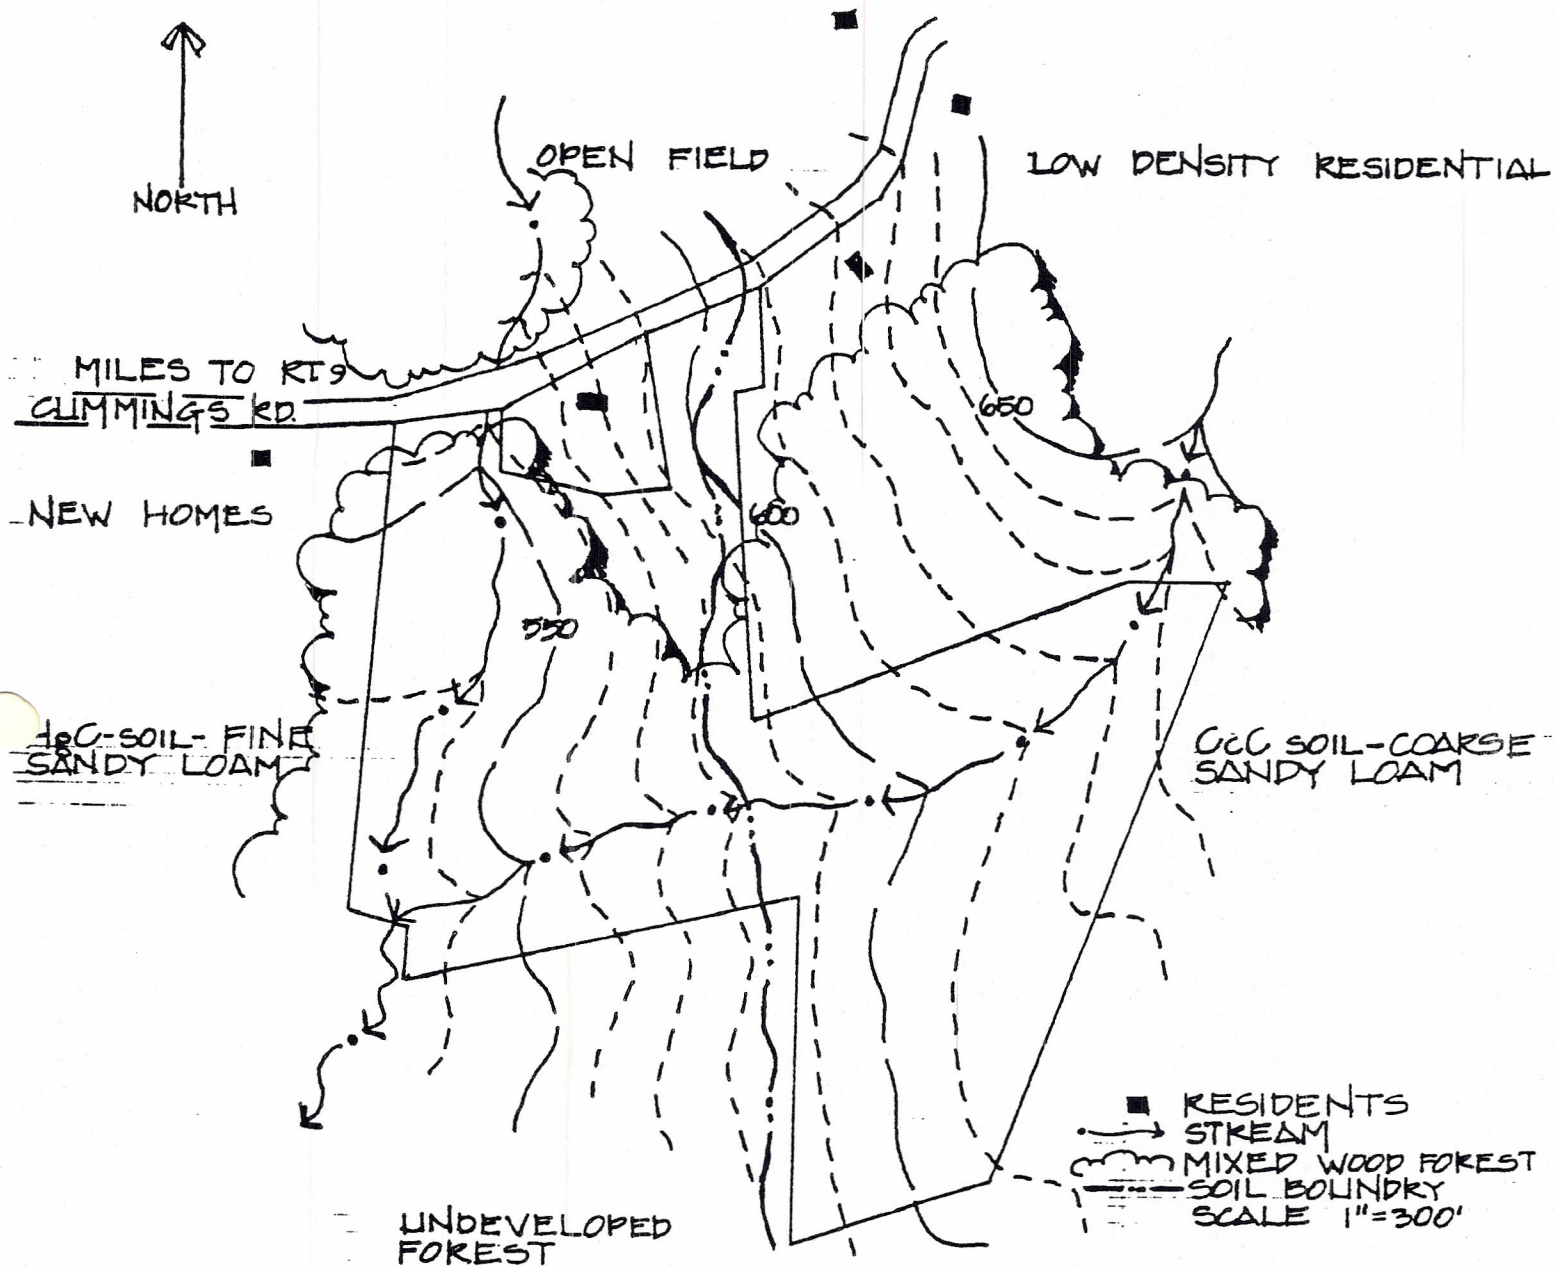 OPEN FIELD
LOW DENSITY RESIDENTIAL
NORTH
MILES TO RT9
CUMMINGS RD.
650
NEW HOMES
600
550
HeC-SOIL- FINE
SANDY LOAM
CcC SOIL-COARSE
SANDY LOAM
RESIDENTS
STREAM
MIXED WOOD FOREST
SOIL BOUNDRY
SCALE 1"=300'
UNDEVELOPED
FOREST